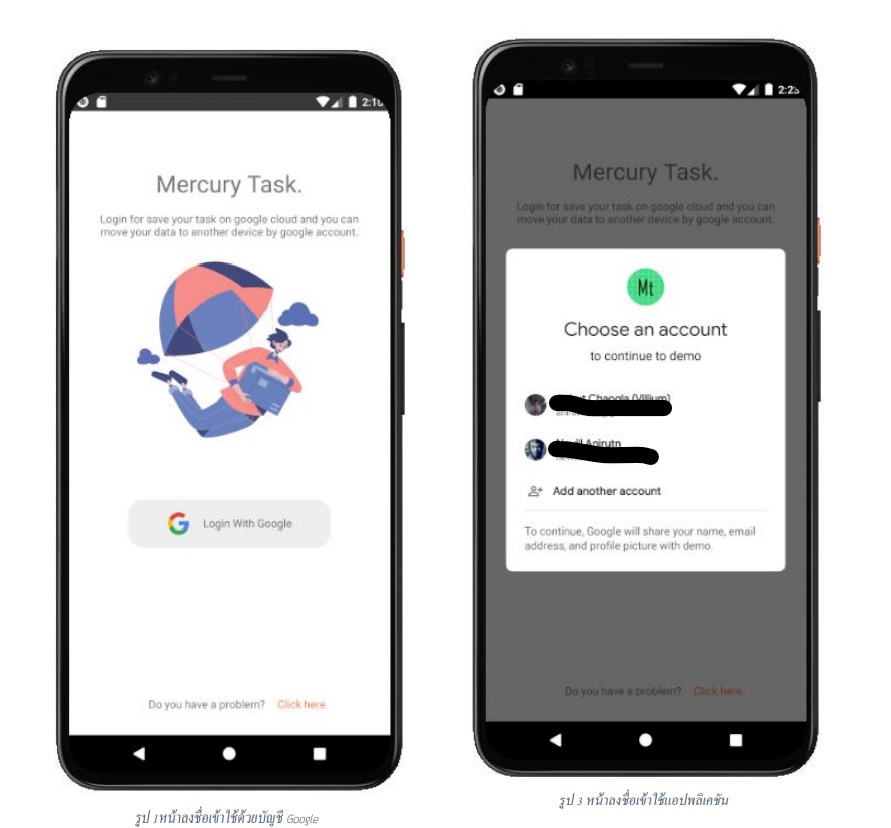 2:18
Mercury Task.
Login for save your task on google cloud and you can
move your data to another device by google account.
Login With Google
Do you have a problem? Click here.
รูป 1หน้าลงชื่อเข้าใช้ด้วยบัญชี Google
2:23
Mercury Task.
Login for save your task on google cloud and you can
move your data to another device by google account.
Mt
Choose an account
to continue to demo
Add another account
To continue, Google will share your name, email
address, and profile picture with demo.
Do you have a problem? Click here.
รูป 3 หน้าลงชื่อเข้าใช้แอปพลิเคชัน